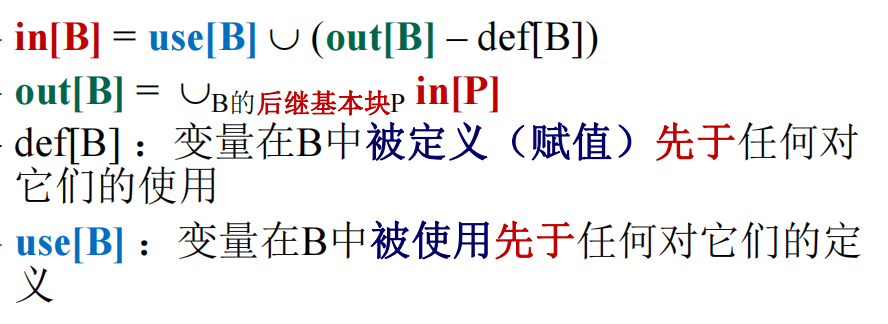 in[B] = use[B] ∪ (out[B] – def[B])
out[B] = ∪B的后继基本块P in[P]
def[B]：变量在B中被定义（赋值）先于任何对
它们的使用
use[B]：变量在B中被使用先于任何对它们的定
义